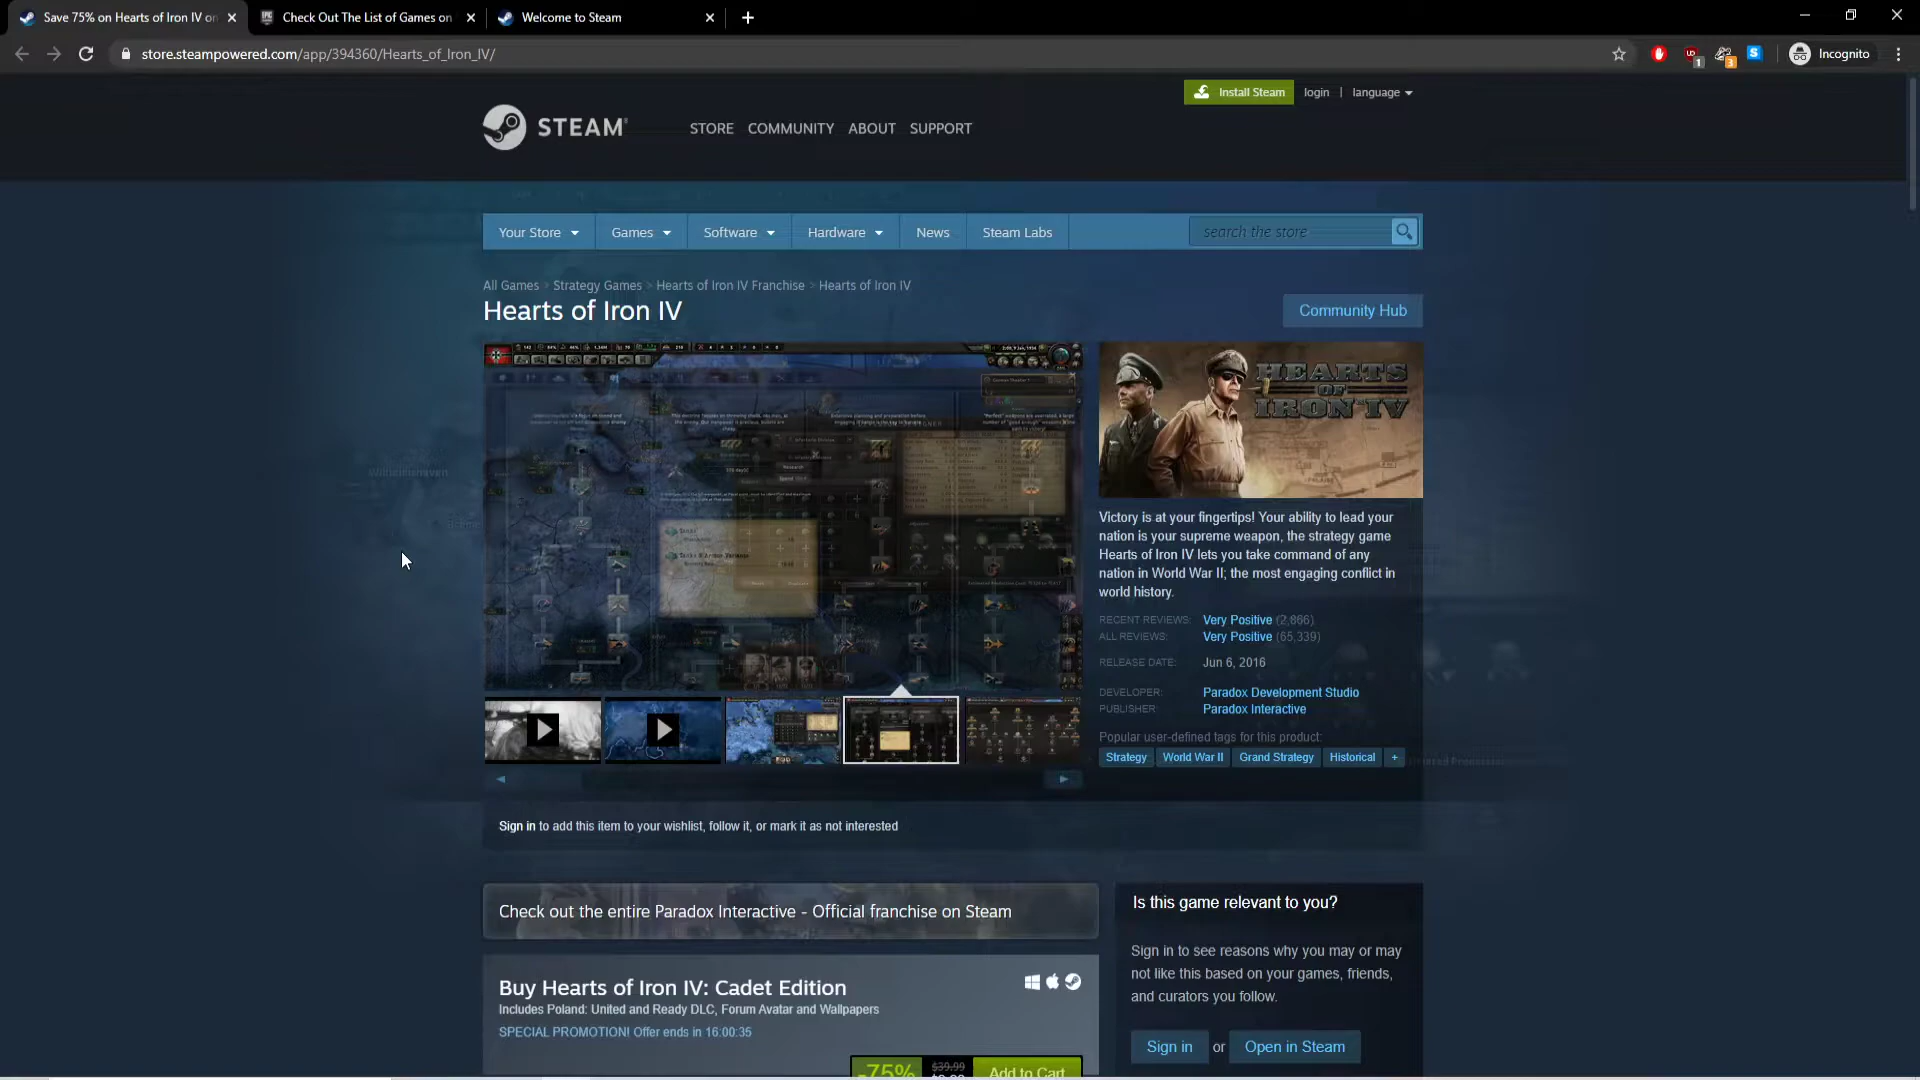 Save 75% on Hearts of Iron IV on
Check Out The List of Games on
Welcome to Steam
store.steampowered.com/app/394360/Hearts_of_Iron_IV/
1
3
Incognito
Install Steam
login | language
STEAM
STORE COMMUNITY ABOUT SUPPORT
Your Store
Games
Software
Hardware
News
Steam Labs
search the store
All Games > Strategy Games > Hearts of Iron IV Franchise > Hearts of Iron IV
Hearts of Iron IV
Community Hub
HEARTS
OF
IRON IV
Victory is at your fingertips! Your ability to lead your
nation is your supreme weapon, the strategy game
Hearts of Iron IV lets you take command of any
nation in World War II; the most engaging conflict in
world history.
RECENT REVIEWS: Very Positive (2,866)
ALL REVIEWS: Very Positive (65,339)
RELEASE DATE: Jun 6, 2016
DEVELOPER: Paradox Development Studio
PUBLISHER: Paradox Interactive
Popular user-defined tags for this product:
Strategy World War II Grand Strategy Historical +
Sign in to add this item to your wishlist, follow it, or mark it as not interested
Check out the entire Paradox Interactive - Official franchise on Steam
Is this game relevant to you?
Sign in to see reasons why you may or may
not like this based on your games, friends,
and curators you follow.
Sign in or Open in Steam
Buy Hearts of Iron IV: Cadet Edition
Includes Poland: United and Ready DLC, Forum Avatar and Wallpapers
SPECIAL PROMOTION! Offer ends in 16:00:35
-75%
$39.99
Add to Cart